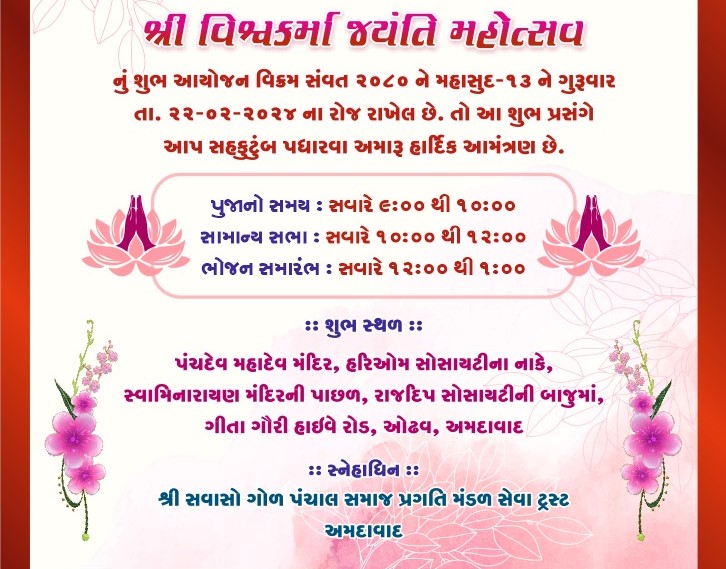 શ્રી વિશ્વકર્મા જયંતિ મહોત્સવ
નું શુભ આયોજન વિક્રમ સંવત ૨૦૮૦ ને મહાસુદ-૧૩ ને ગુરૂવાર
તા. ૨૨-૦૨-૨૦૨૪ ના રોજ રાખેલ છે. તો આ શુભ પ્રસંગે
આપ સહકુટુંબ પધારવા અમારૂ હાર્દિક આમંત્રણ છે.
પુજાનો સમય : સવારે ૯:૦૦ થી ૧૦:૦૦
સામાન્ય સભા : સવારે ૧૦:૦૦ થી ૧૨:૦૦
ભોજન સમારંભ : સવારે ૧૨:૦૦ થી ૧:૦૦
:: શુભ સ્થળ ::
પંચદેવ મહાદેવ મંદિર, હરિઓમ સોસાયટીના નાકે,
સ્વામિનારાયણ મંદિરની પાછળ, રાજદિપ સોસાયટીની બાજુમાં,
ગીતા ગૌરી હાઈવે રોડ, ઓઢવ, અમદાવાદ
:: સ્નેહાધિન ::
શ્રી સવાસો ગોળ પંચાલ સમાજ પ્રગતિ મંડળ સેવા ટ્રસ્ટ
અમદાવાદ